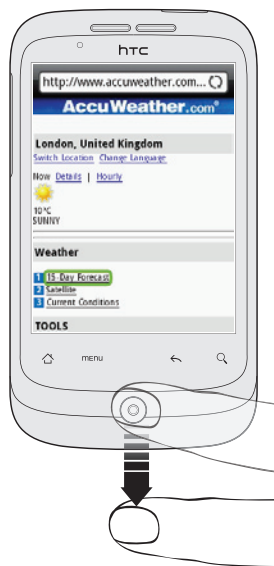 htc
http://www.accuweather.com...
AccuWeather.com®
London, United Kingdom
Switch Location Change Language
Now Details | Hourly
10°C
SUNNY
Weather
1 15-Day Forecast
2 Satellite
3 Current Conditions
TOOLS
menu